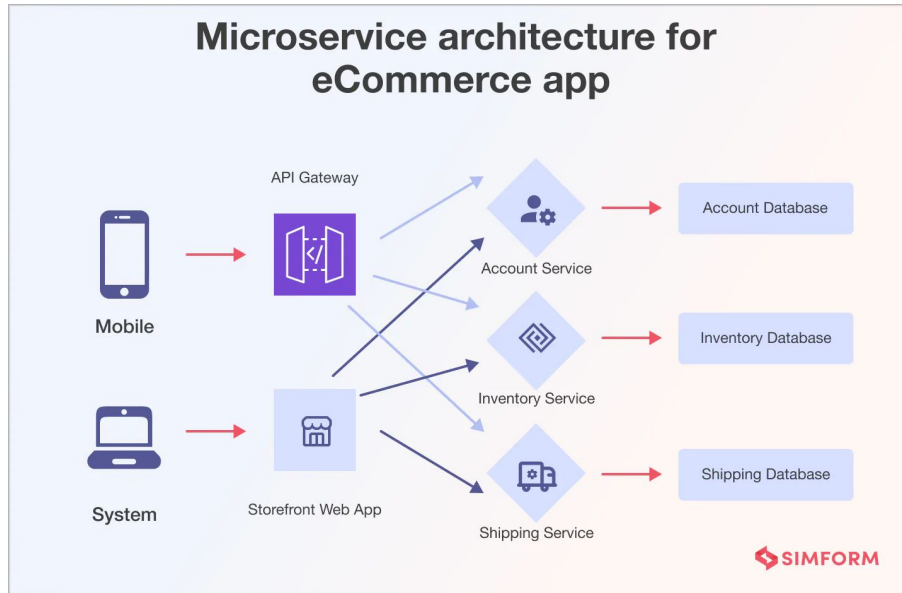 Microservice architecture for
eCommerce app
API Gateway
Mobile
Account Service
Account Database
Inventory Service
Inventory Database
System
Storefront Web App
Shipping Service
Shipping Database
SIMFORM